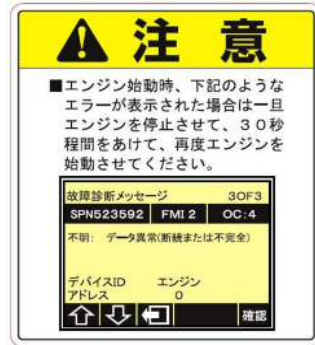 注 意
■エンジン始動時、下記のような
エラーが表示された場合は一旦
エンジンを停止させて、30秒
程間をあけて、再度エンジンを
始動させてください。
故障診断メッセージ 3OF3
SPN523592 FMI 2 OC:4
不明: データ異常(断続または不完全)
デバイスID エンジン
アドレス 0
確認